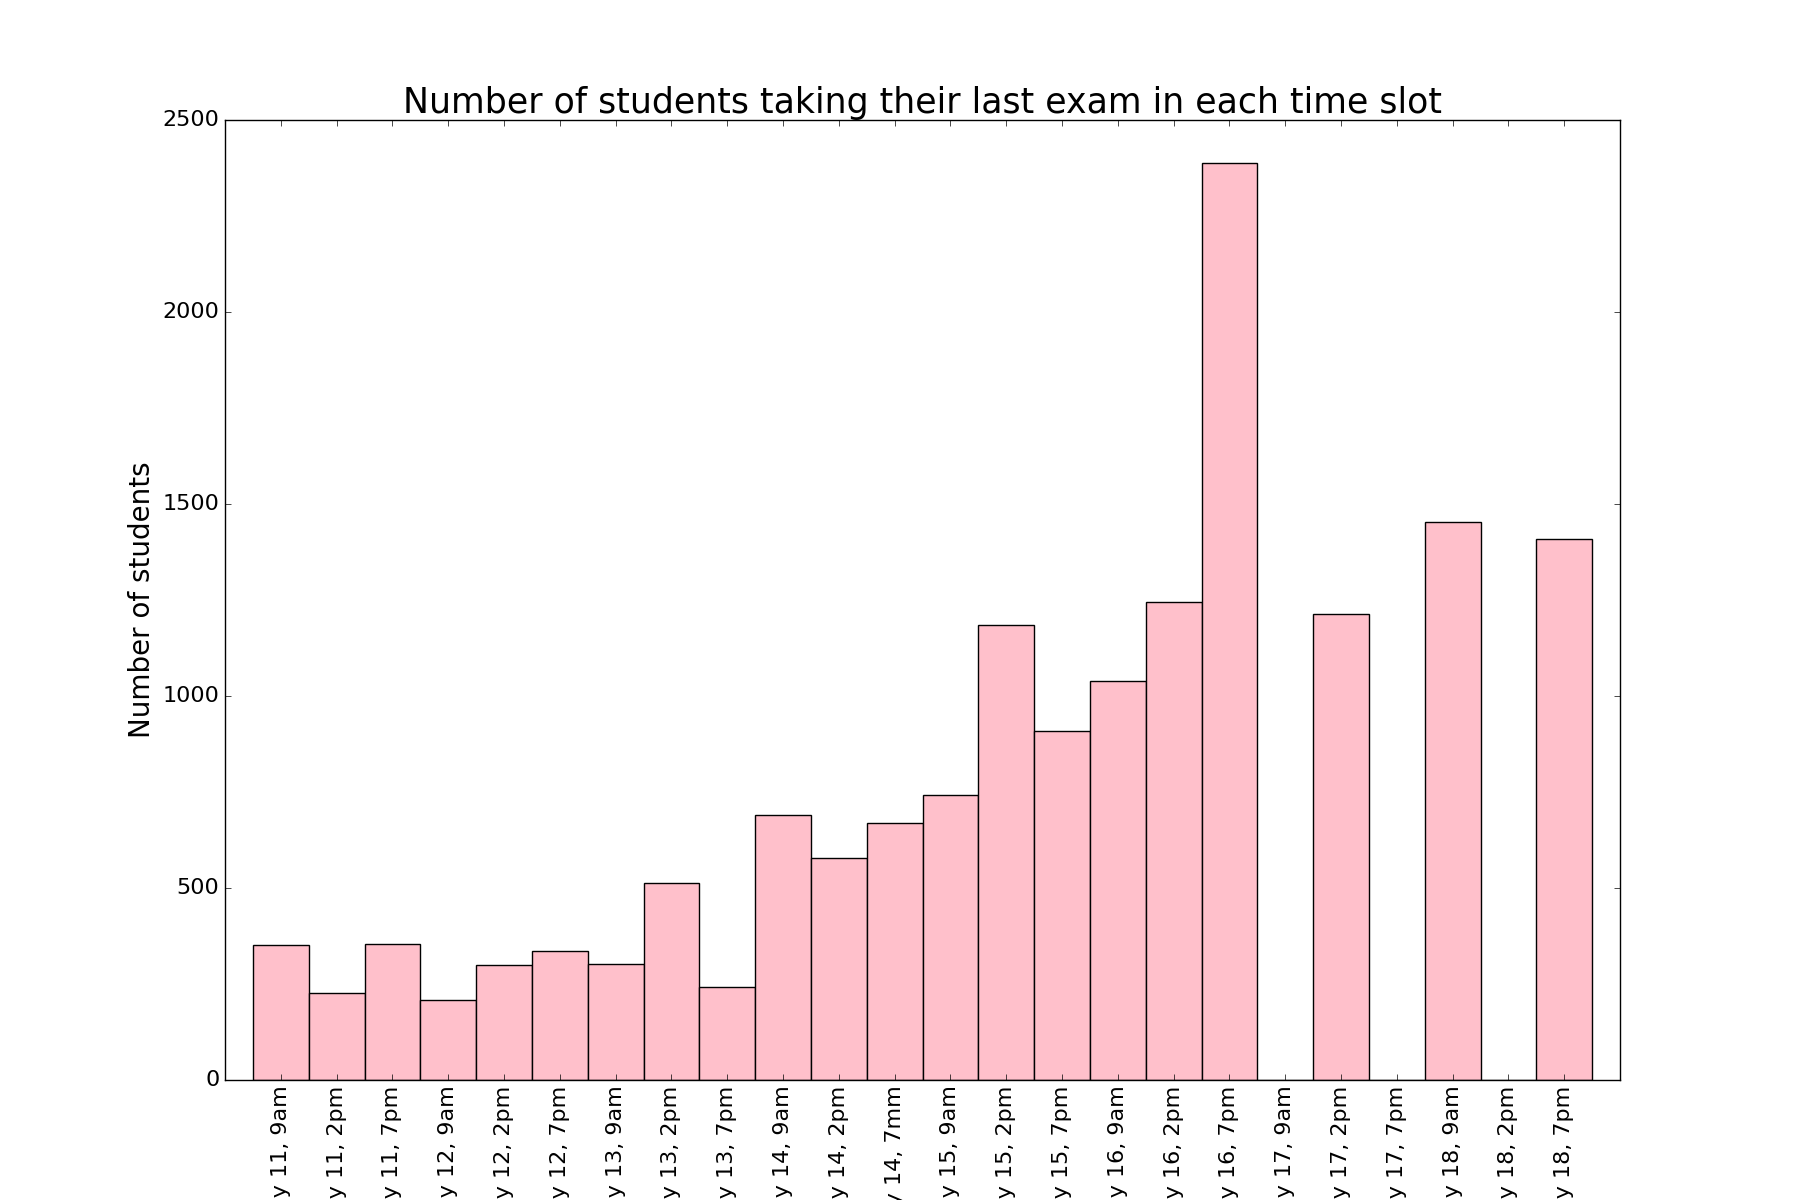 Number of students taking their last exam in each time slot
Number of students
2500
2000
1500
1000
500
0
y 11, 9am
y 11, 2pm
y 11, 7pm
y 12, 9am
y 12, 2pm
y 12, 7pm
y 13, 9am
y 13, 2pm
y 13, 7pm
y 14, 9am
y 14, 2pm
y 14, 7mm
y 15, 9am
y 15, 2pm
y 15, 7pm
y 16, 9am
y 16, 2pm
y 16, 7pm
y 17, 9am
y 17, 2pm
y 17, 7pm
y 18, 9am
y 18, 2pm
y 18, 7pm